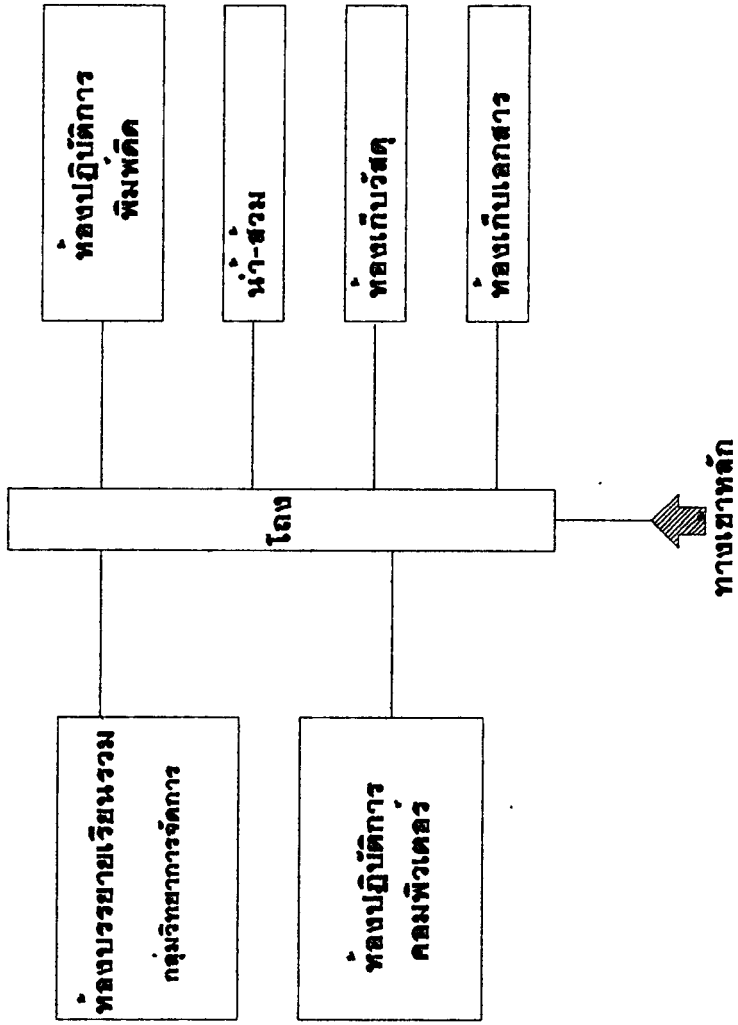 ห้องปฏิบัติการ
พิมพ์ดีด
น้ำ-ส้วม
ห้องเก็บวัสดุ
ห้องเก็บเอกสาร
โถง
ทางเขาหลัก
ห้องบรรยายเรียนรวม
กลุ่มวิทยาการจัดการ
ห้องปฏิบัติการ
คอมพิวเตอร์